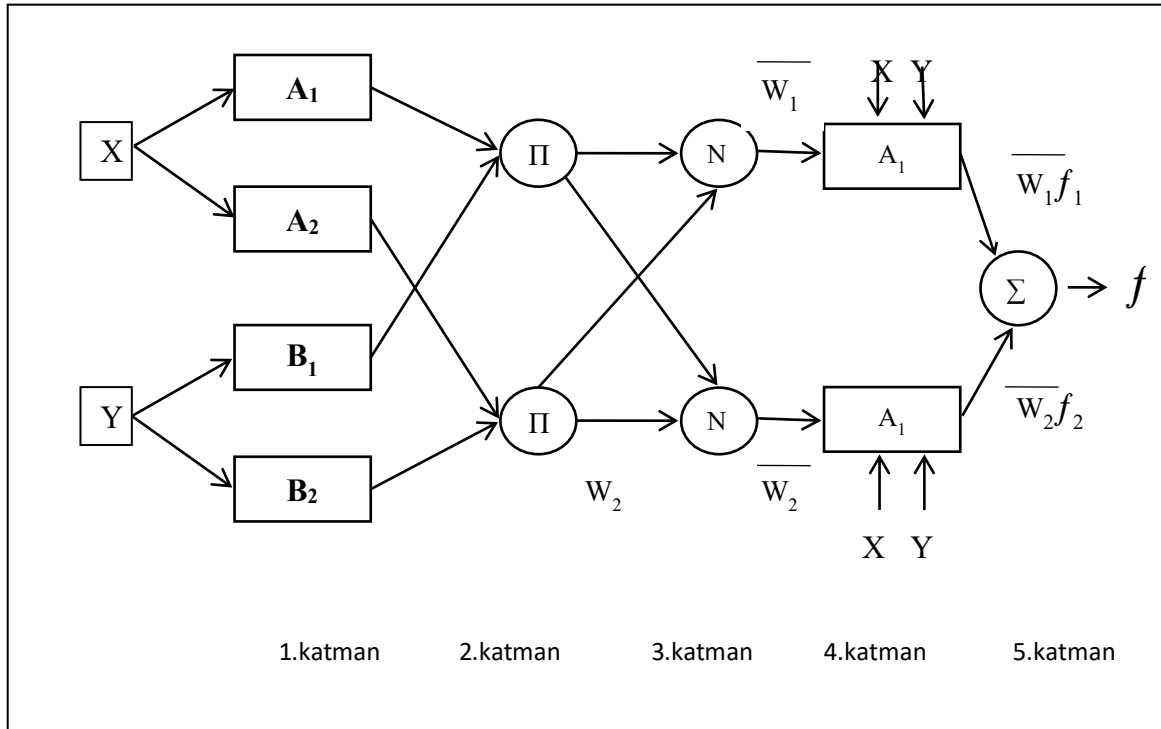 X Y
W̅₁
A₁
X
Π
N
A₁
W̅₁f₁
A₂
Σ
f
B₁
Y
Π
N
A₁
W̅₂f₂
B₂
W₂
W̅₂
X Y
1.katman 2.katman 3.katman 4.katman 5.katman